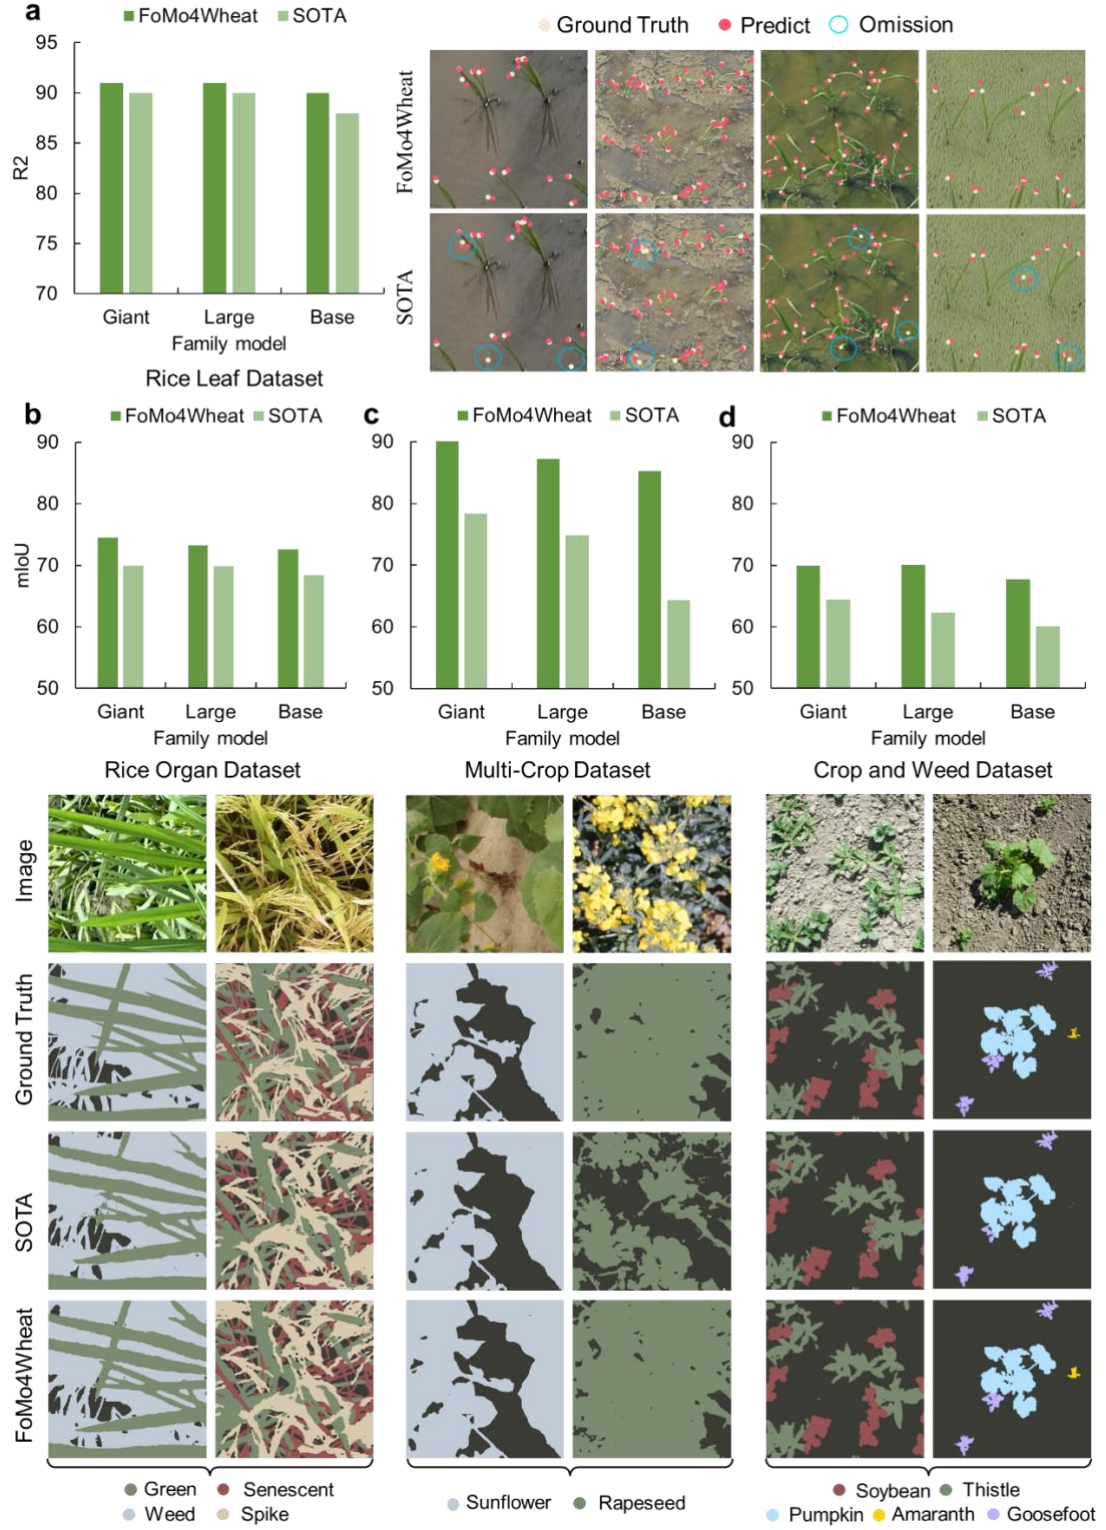 a
FoMo4Wheat SOTA
95
90
85
80
75
70
R2
Giant Large Base
Family model
Rice Leaf Dataset
Ground Truth Predict Omission
FoMo4Wheat
SOTA
b
FoMo4Wheat SOTA
90
80
70
60
50
mIoU
Giant Large Base
Family model
Rice Organ Dataset
c
FoMo4Wheat SOTA
90
80
70
60
50
Giant Large Base
Family model
Multi-Crop Dataset
d
FoMo4Wheat SOTA
90
80
70
60
50
Giant Large Base
Family model
Crop and Weed Dataset
Image
Ground Truth
SOTA
FoMo4Wheat
Green Senescent
Weed Spike
Sunflower Rapeseed
Soybean Thistle
Pumpkin Amaranth Goosefoot